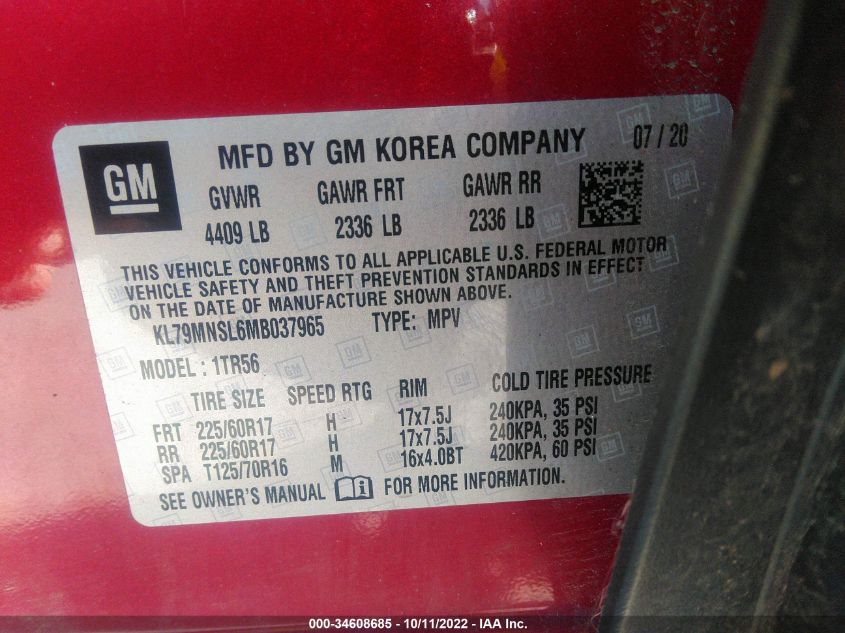 GM
MFD BY GM KOREA COMPANY 07 / 20
GVWR GAWR FRT GAWR RR
4409 LB 2336 LB 2336 LB
THIS VEHICLE CONFORMS TO ALL APPLICABLE U.S. FEDERAL MOTOR
VEHICLE SAFETY AND THEFT PREVENTION STANDARDS IN EFFECT
ON THE DATE OF MANUFACTURE SHOWN ABOVE.
KL79MNSL6MB037965 TYPE: MPV
MODEL : 1TR56
TIRE SIZE SPEED RTG RIM COLD TIRE PRESSURE
FRT 225/60R17 H 17x7.5J 240KPA, 35 PSI
RR 225/60R17 H 17x7.5J 240KPA, 35 PSI
SPA T125/70R16 M 16x4.0BT 420KPA, 60 PSI
SEE OWNER'S MANUAL FOR MORE INFORMATION.
000-34608685 - 10/11/2022 - IAA Inc.